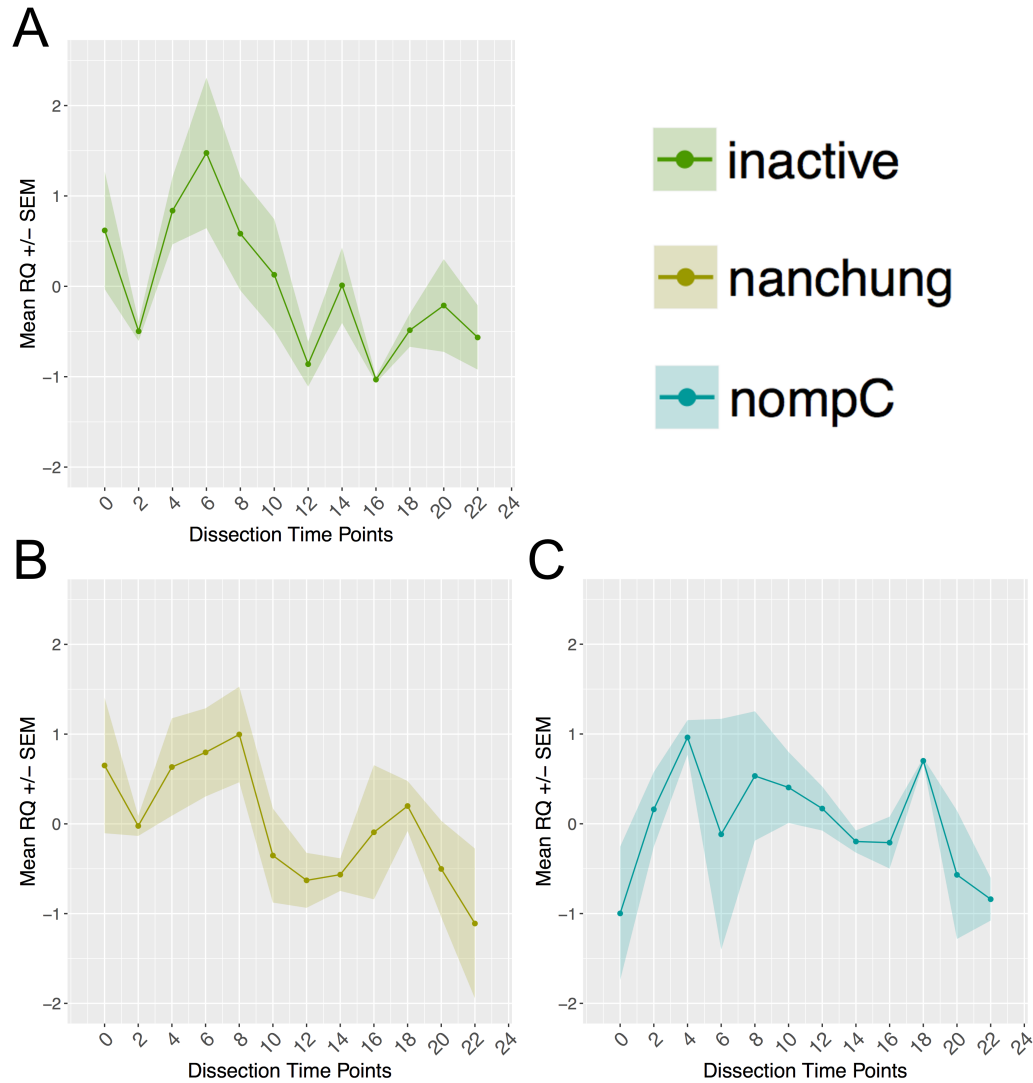 A
Mean RQ +/− SEM
2
1
0
−1
−2
0 2 4 6 8 10 12 14 16 18 20 22 24
Dissection Time Points
inactive
nanchung
nompC
B
Mean RQ +/− SEM
2
1
0
−1
−2
0 2 4 6 8 10 12 14 16 18 20 22 24
Dissection Time Points
C
Mean RQ +/− SEM
2
1
0
−1
−2
0 2 4 6 8 10 12 14 16 18 20 22 24
Dissection Time Points